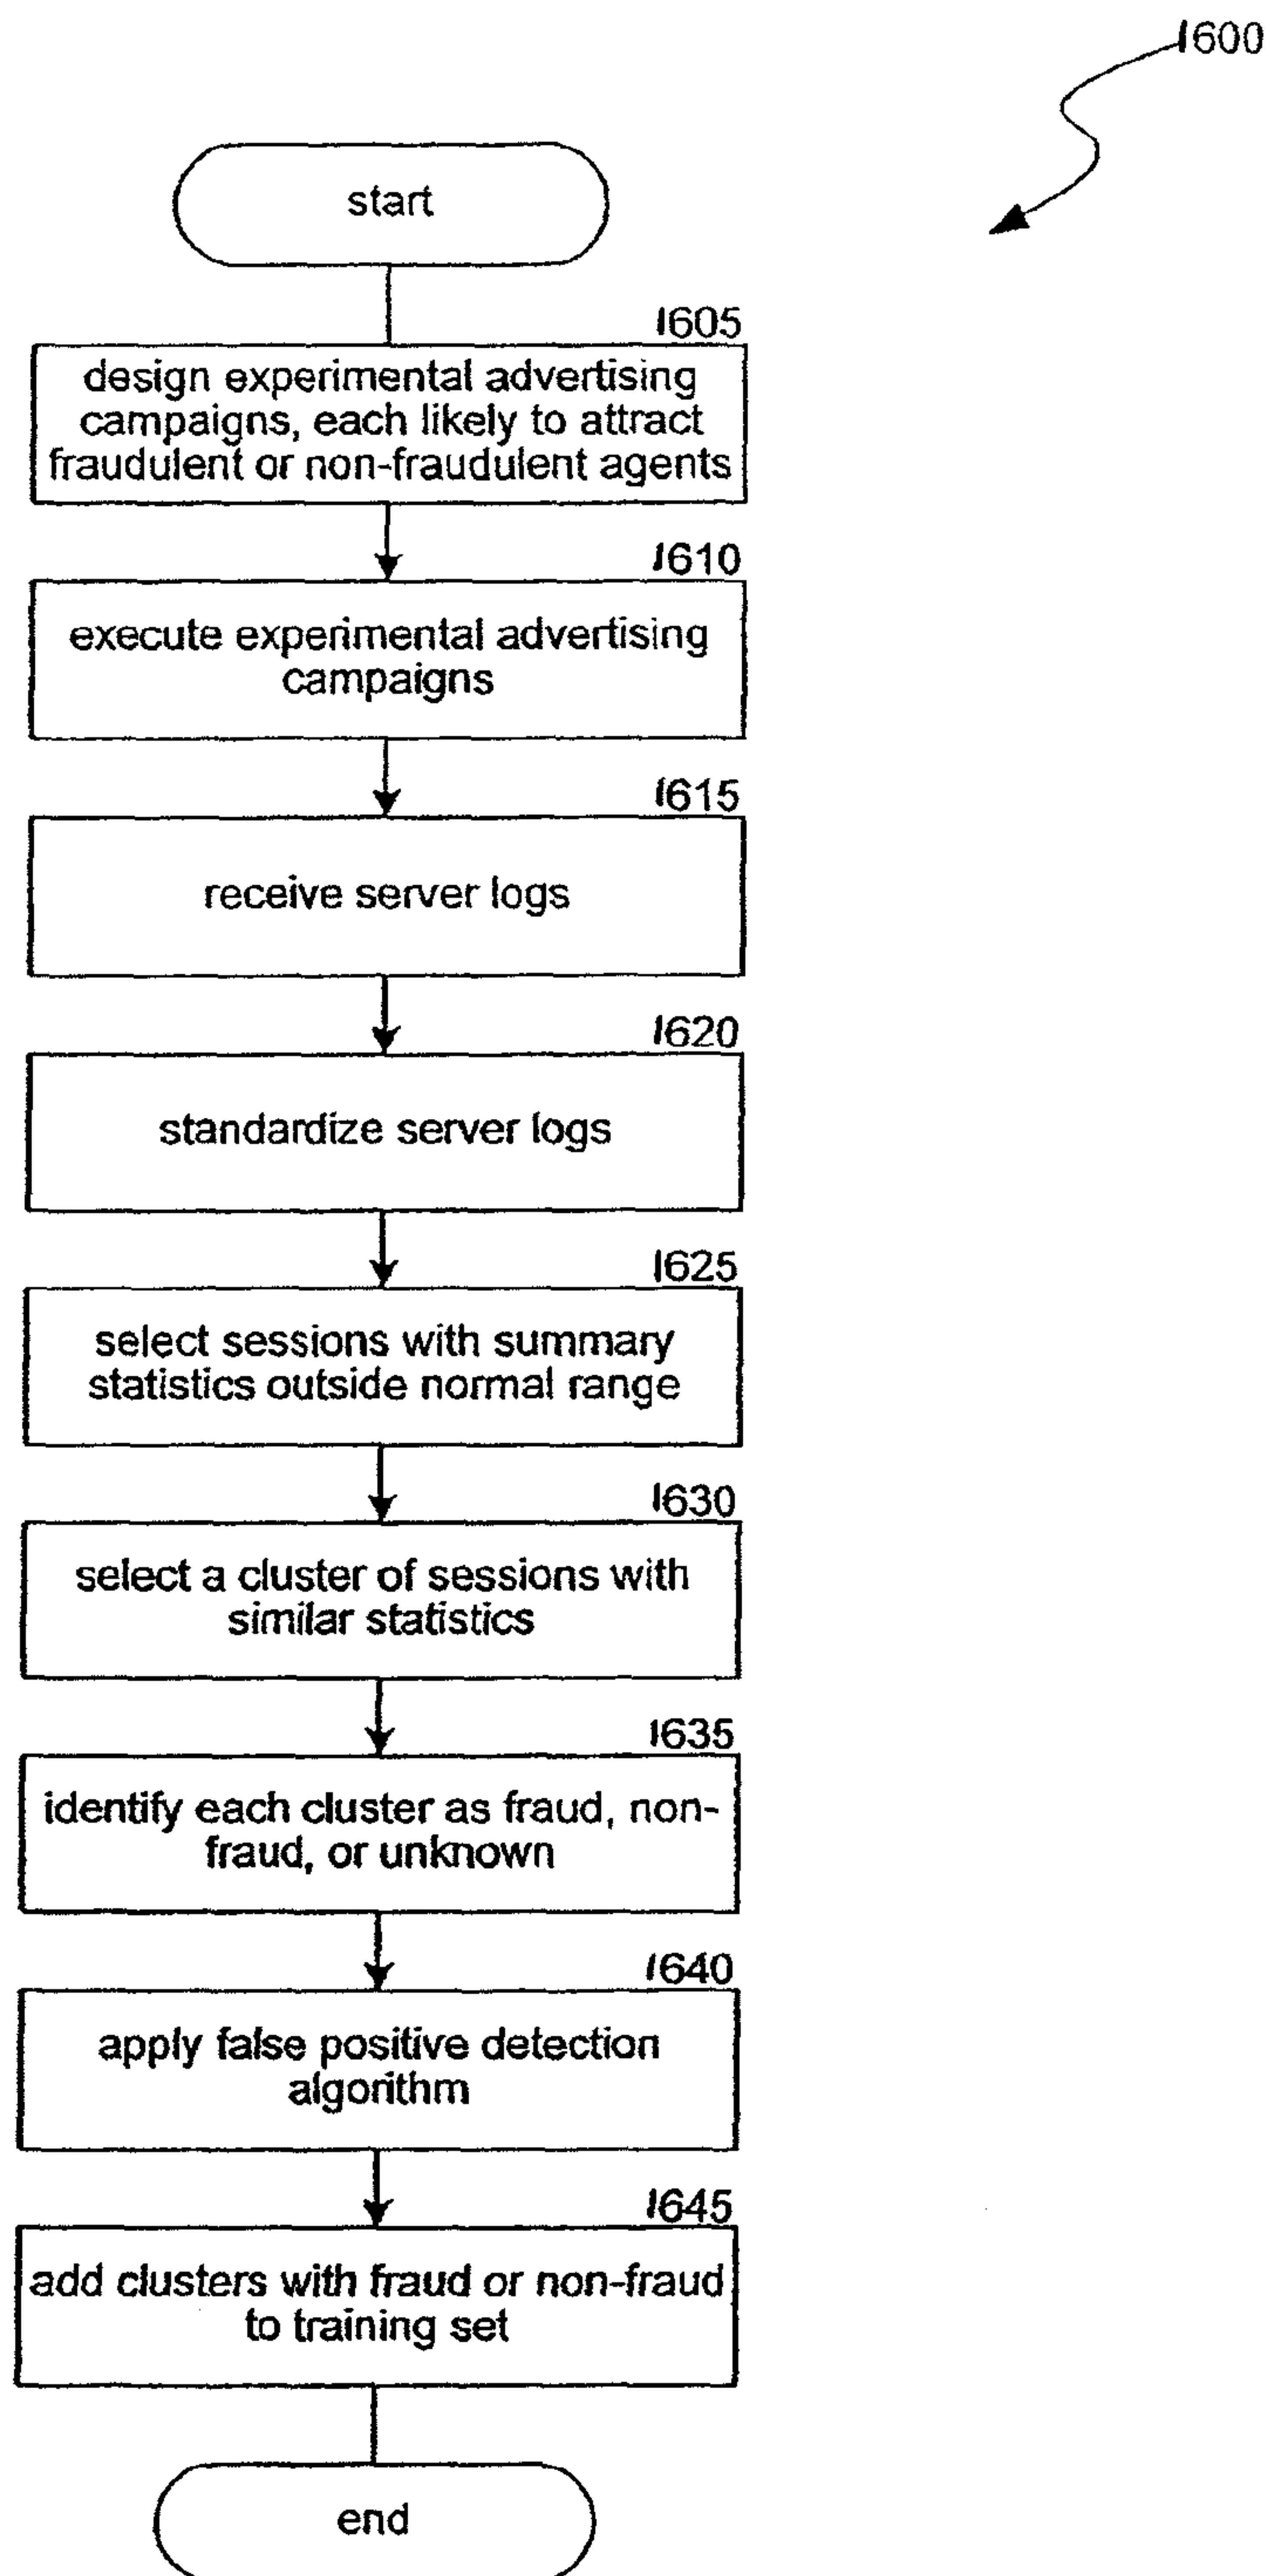 1600
start
1605
design experimental advertising
campaigns, each likely to attract
fraudulent or non-fraudulent agents
1610
execute experimental advertising
campaigns
1615
receive server logs
1620
standardize server logs
1625
select sessions with summary
statistics outside normal range
1630
select a cluster of sessions with
similar statistics
1635
identify each cluster as fraud, non-
fraud, or unknown
1640
apply false positive detection
algorithm
1645
add clusters with fraud or non-fraud
to training set
end